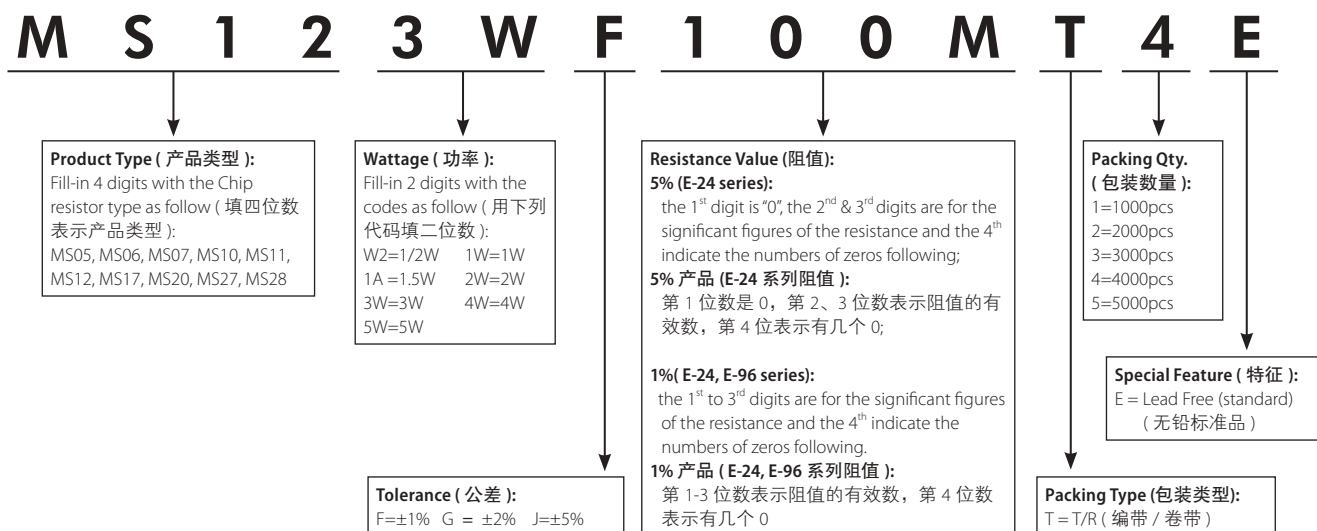 M S 1 2 3 W F 1 0 0 M T 4 E
Product Type ( 产品类型 ):
Fill-in 4 digits with the Chip
resistor type as follow ( 填四位数
表示产品类型 ):
MS05, MS06, MS07, MS10, MS11,
MS12, MS17, MS20, MS27, MS28
Wattage ( 功率 ):
Fill-in 2 digits with the
codes as follow ( 用下列
代码填二位数 ):
W2=1/2W 1W=1W
1A =1.5W 2W=2W
3W=3W 4W=4W
5W=5W
Tolerance ( 公差 ):
F=±1% G = ±2% J=±5%
Resistance Value (阻值):
5% (E-24 series):
the 1st digit is "0", the 2nd & 3rd digits are for the
significant figures of the resistance and the 4th
indicate the numbers of zeros following;
5% 产品 (E-24 系列阻值 ):
第 1 位数是 0，第 2、3 位数表示阻值的有
效数，第 4 位表示有几个 0;
1%( E-24, E-96 series):
the 1st to 3rd digits are for the significant figures
of the resistance and the 4th indicate the
numbers of zeros following.
1% 产品 ( E-24, E-96 系列阻值 ):
第 1-3 位数表示阻值的有效数，第 4 位数
表示有几个 0
Packing Qty.
( 包装数量 ):
1=1000pcs
2=2000pcs
3=3000pcs
4=4000pcs
5=5000pcs
Special Feature ( 特征 ):
E = Lead Free (standard)
( 无铅标准品 )
Packing Type (包装类型):
T = T/R ( 编带 / 卷带 )